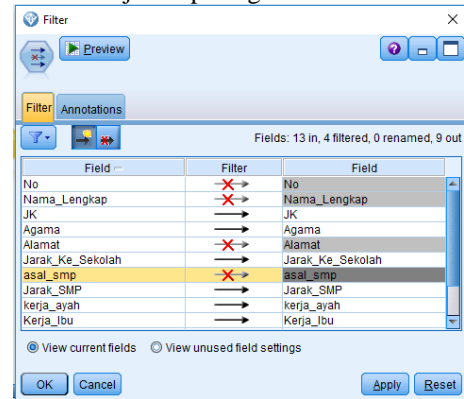 Filter
Preview
Filter Annotations
Fields: 13 in, 4 filtered, 0 renamed, 9 out
Field Filter Field
No No
Nama_Lengkap Nama_Lengkap
JK JK
Agama Agama
Alamat Alamat
Jarak_Ke_Sekolah Jarak_Ke_Sekolah
asal_smp asal_smp
Jarak_SMP Jarak_SMP
kerja_ayah kerja_ayah
Kerja_Ibu Kerja_Ibu
View current fields View unused field settings
OK Cancel Apply Reset